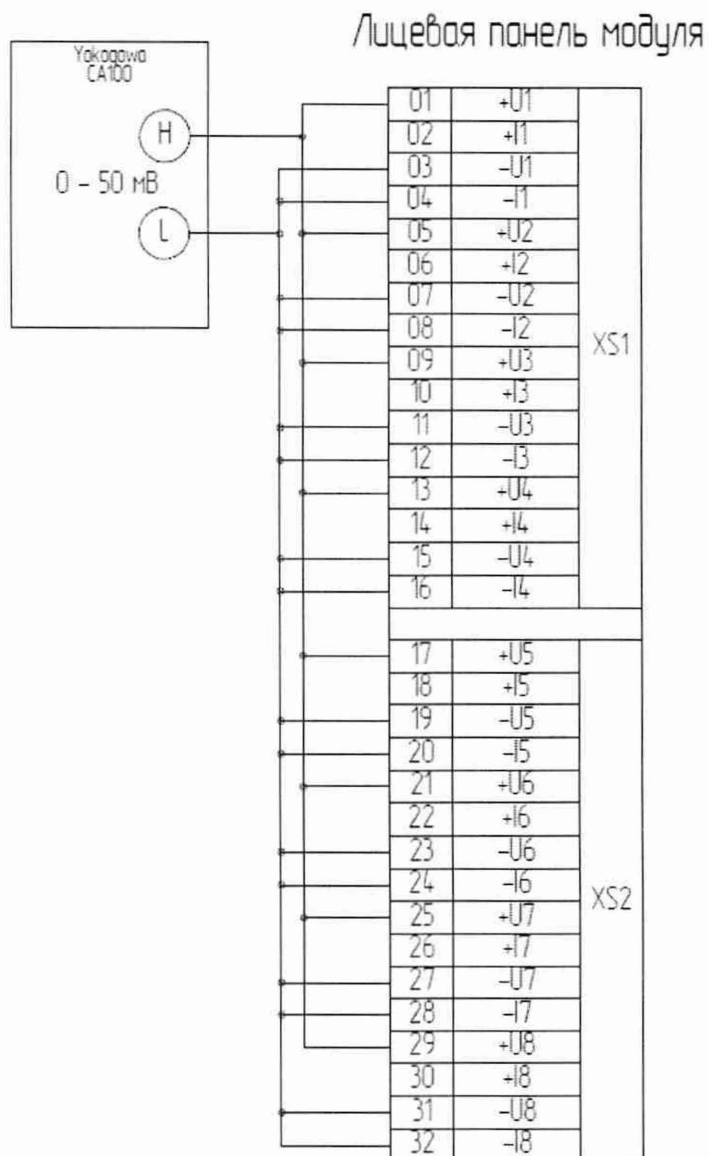 Лицевая панель модуля
Yokogawa
CA100
H
0 – 50 мВ
L
01 +U1
02 +I1
03 –U1
04 –I1
05 +U2
06 +I2
07 –U2
08 –I2
09 +U3
10 +I3
11 –U3
12 –I3
13 +U4
14 +I4
15 –U4
16 –I4
XS1
17 +U5
18 +I5
19 –U5
20 –I5
21 +U6
22 +I6
23 –U6
24 –I6
25 +U7
26 +I7
27 –U7
28 –I7
29 +U8
30 +I8
31 –U8
32 –I8
XS2